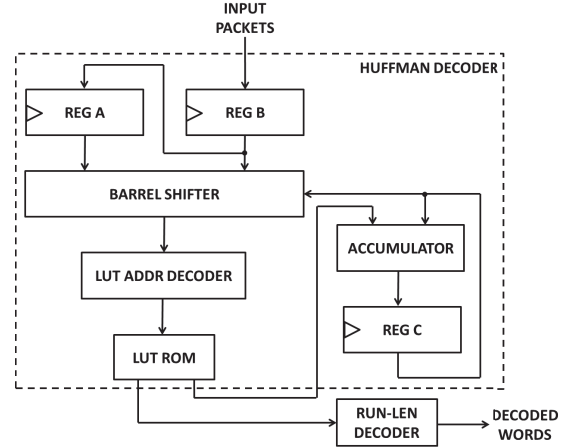 INPUT
PACKETS
HUFFMAN DECODER
REG A
REG B
BARREL SHIFTER
LUT ADDR DECODER
ACCUMULATOR
LUT ROM
REG C
RUN-LEN
DECODER
DECODED
WORDS